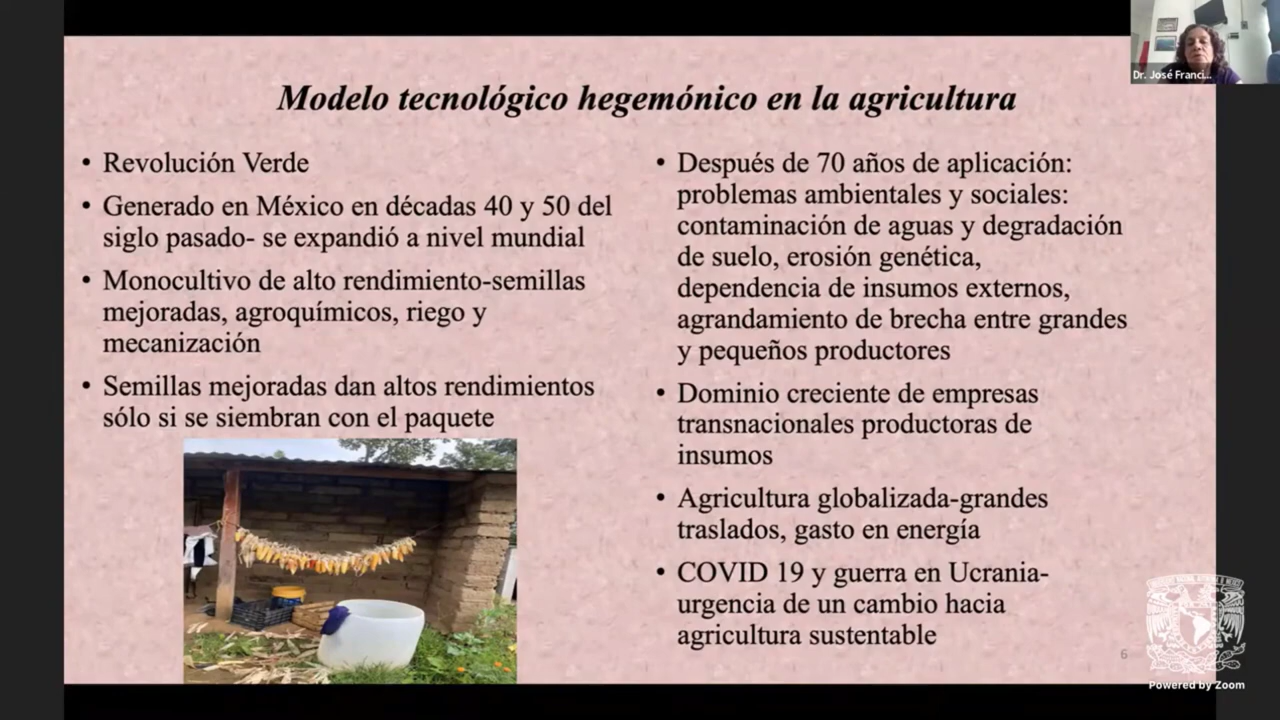 Modelo tecnológico hegemónico en la agricultura
• Revolución Verde
• Generado en México en décadas 40 y 50 del
siglo pasado- se expandió a nivel mundial
• Monocultivo de alto rendimiento-semillas
mejoradas, agroquímicos, riego y
mecanización
• Semillas mejoradas dan altos rendimientos
sólo si se siembran con el paquete
• Después de 70 años de aplicación:
problemas ambientales y sociales:
contaminación de aguas y degradación
de suelo, erosión genética,
dependencia de insumos externos,
agrandamiento de brecha entre grandes
y pequeños productores
• Dominio creciente de empresas
transnacionales productoras de
insumos
• Agricultura globalizada-grandes
traslados, gasto en energía
• COVID 19 y guerra en Ucrania-
urgencia de un cambio hacia
agricultura sustentable
6
Dr. José Franci...
Powered by Zoom